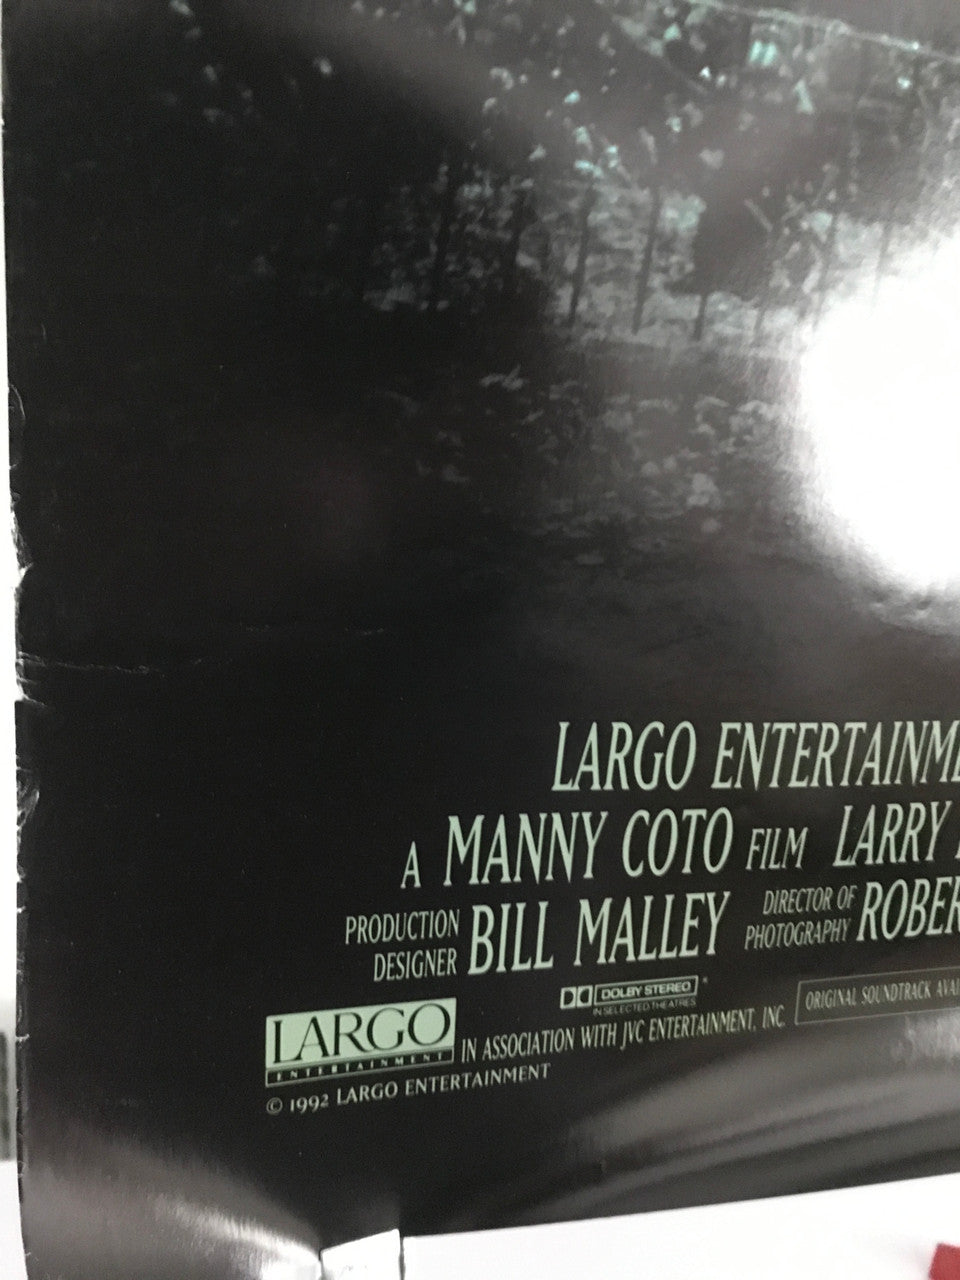 LARGO ENTERTAINM
A MANNY COTO FILM LARRY
PRODUCTION DESIGNER BILL MALLEY DIRECTOR OF PHOTOGRAPHY ROBER
DOLBY STEREO
IN SELECTED THEATRES
LARGO
ENTERTAINMENT
IN ASSOCIATION WITH JVC ENTERTAINMENT, INC.
ORIGINAL SOUNDTRACK AVAI
© 1992 LARGO ENTERTAINMENT